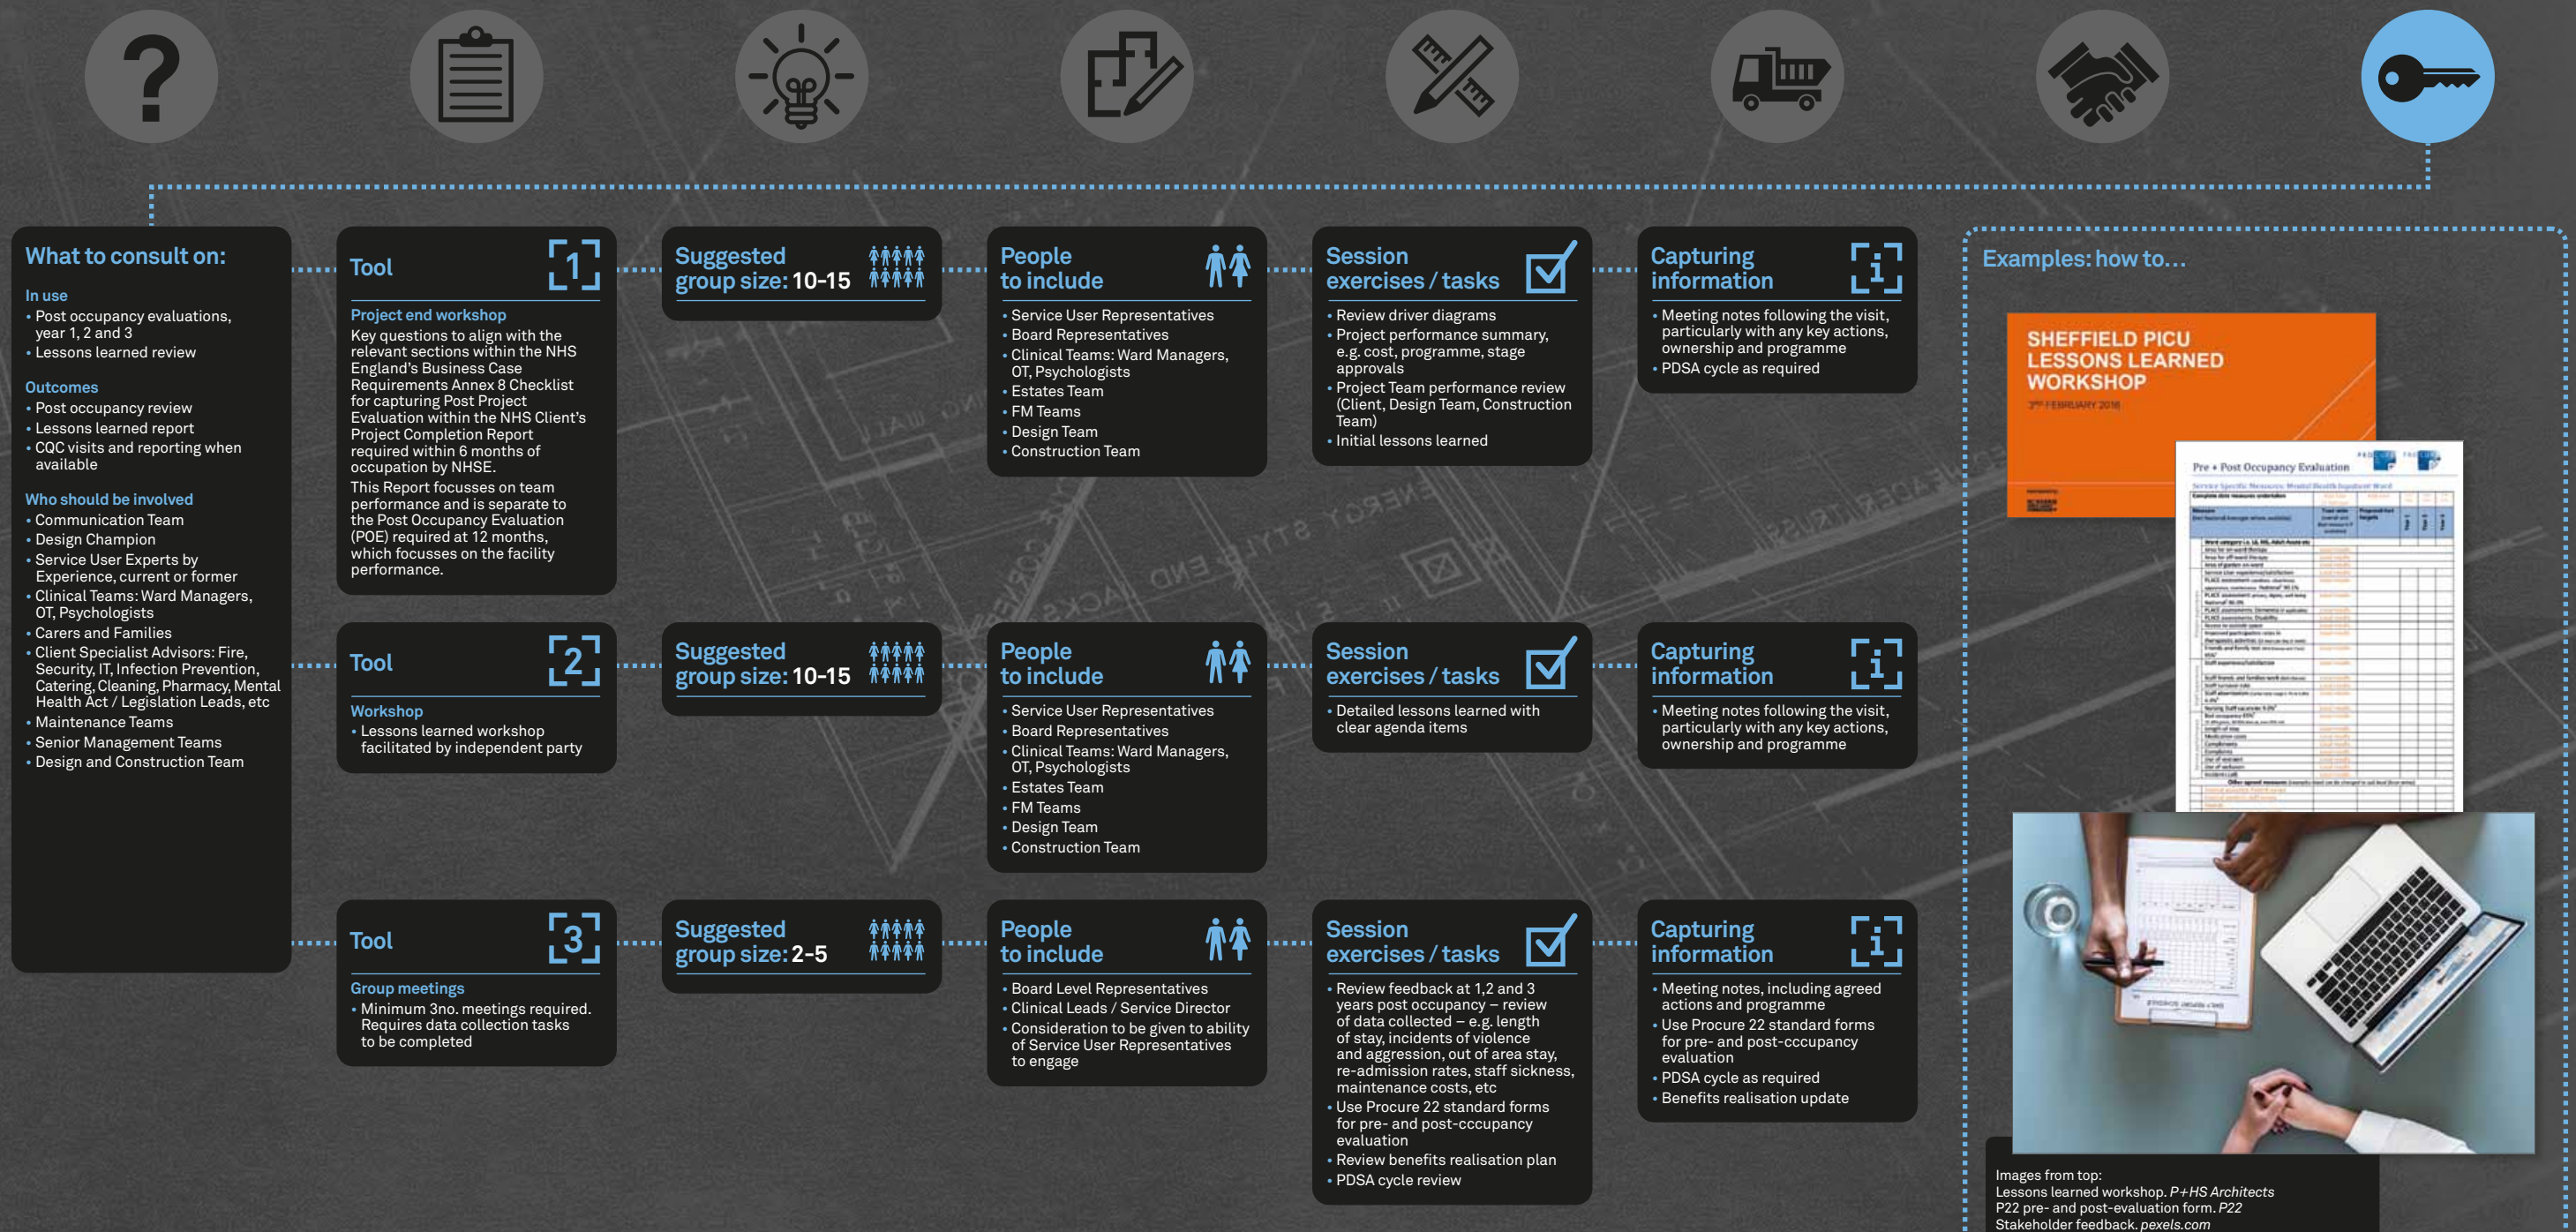 What to consult on:
In use
• Post occupancy evaluations,
year 1, 2 and 3
• Lessons learned review
Outcomes
• Post occupancy review
• Lessons learned report
• CQC visits and reporting when
available
Who should be involved
• Communication Team
• Design Champion
• Service User Experts by
Experience, current or former
• Clinical Teams: Ward Managers,
OT, Psychologists
• Carers and Families
• Client Specialist Advisors: Fire,
Security, IT, Infection Prevention,
Catering, Cleaning, Pharmacy, Mental
Health Act / Legislation Leads, etc
• Maintenance Teams
• Senior Management Teams
• Design and Construction Team
Tool
1
Project end workshop
Key questions to align with the
relevant sections within the NHS
England's Business Case
Requirements Annex 8 Checklist
for capturing Post Project
Evaluation within the NHS Client's
Project Completion Report
required within 6 months of
occupation by NHSE.
This Report focusses on team
performance and is separate to
the Post Occupancy Evaluation
(POE) required at 12 months,
which focusses on the facility
performance.
Suggested
group size: 10-15
People
to include
• Service User Representatives
• Board Representatives
• Clinical Teams: Ward Managers,
OT, Psychologists
• Estates Team
• FM Teams
• Design Team
• Construction Team
Session
exercises / tasks
• Review driver diagrams
• Project performance summary,
e.g. cost, programme, stage
approvals
• Project Team performance review
(Client, Design Team, Construction
Team)
• Initial lessons learned
Capturing
information
• Meeting notes following the visit,
particularly with any key actions,
ownership and programme
• PDSA cycle as required
Tool
2
Workshop
• Lessons learned workshop
facilitated by independent party
Suggested
group size: 10-15
People
to include
• Service User Representatives
• Board Representatives
• Clinical Teams: Ward Managers,
OT, Psychologists
• Estates Team
• FM Teams
• Design Team
• Construction Team
Session
exercises / tasks
• Detailed lessons learned with
clear agenda items
Capturing
information
• Meeting notes following the visit,
particularly with any key actions,
ownership and programme
Tool
3
Group meetings
• Minimum 3no. meetings required.
Requires data collection tasks
to be completed
Suggested
group size: 2-5
People
to include
• Board Level Representatives
• Clinical Leads / Service Director
• Consideration to be given to ability
of Service User Representatives
to engage
Session
exercises / tasks
• Review feedback at 1,2 and 3
years post occupancy – review
of data collected – e.g. length
of stay, incidents of violence
and aggression, out of area stay,
re-admission rates, staff sickness,
maintenance costs, etc
• Use Procure 22 standard forms
for pre- and post-cccupancy
evaluation
• Review benefits realisation plan
• PDSA cycle review
Capturing
information
• Meeting notes, including agreed
actions and programme
• Use Procure 22 standard forms
for pre- and post-cccupancy
evaluation
• PDSA cycle as required
• Benefits realisation update
Examples: how to...
SHEFFIELD PICU
LESSONS LEARNED
WORKSHOP
3RD FEBRUARY 2016
Pre + Post Occupancy Evaluation
Service Specific Measures: Mental Health Inpatient Ward
Images from top:
Lessons learned workshop. P+HS Architects
P22 pre- and post-evaluation form. P22
Stakeholder feedback. pexels.com